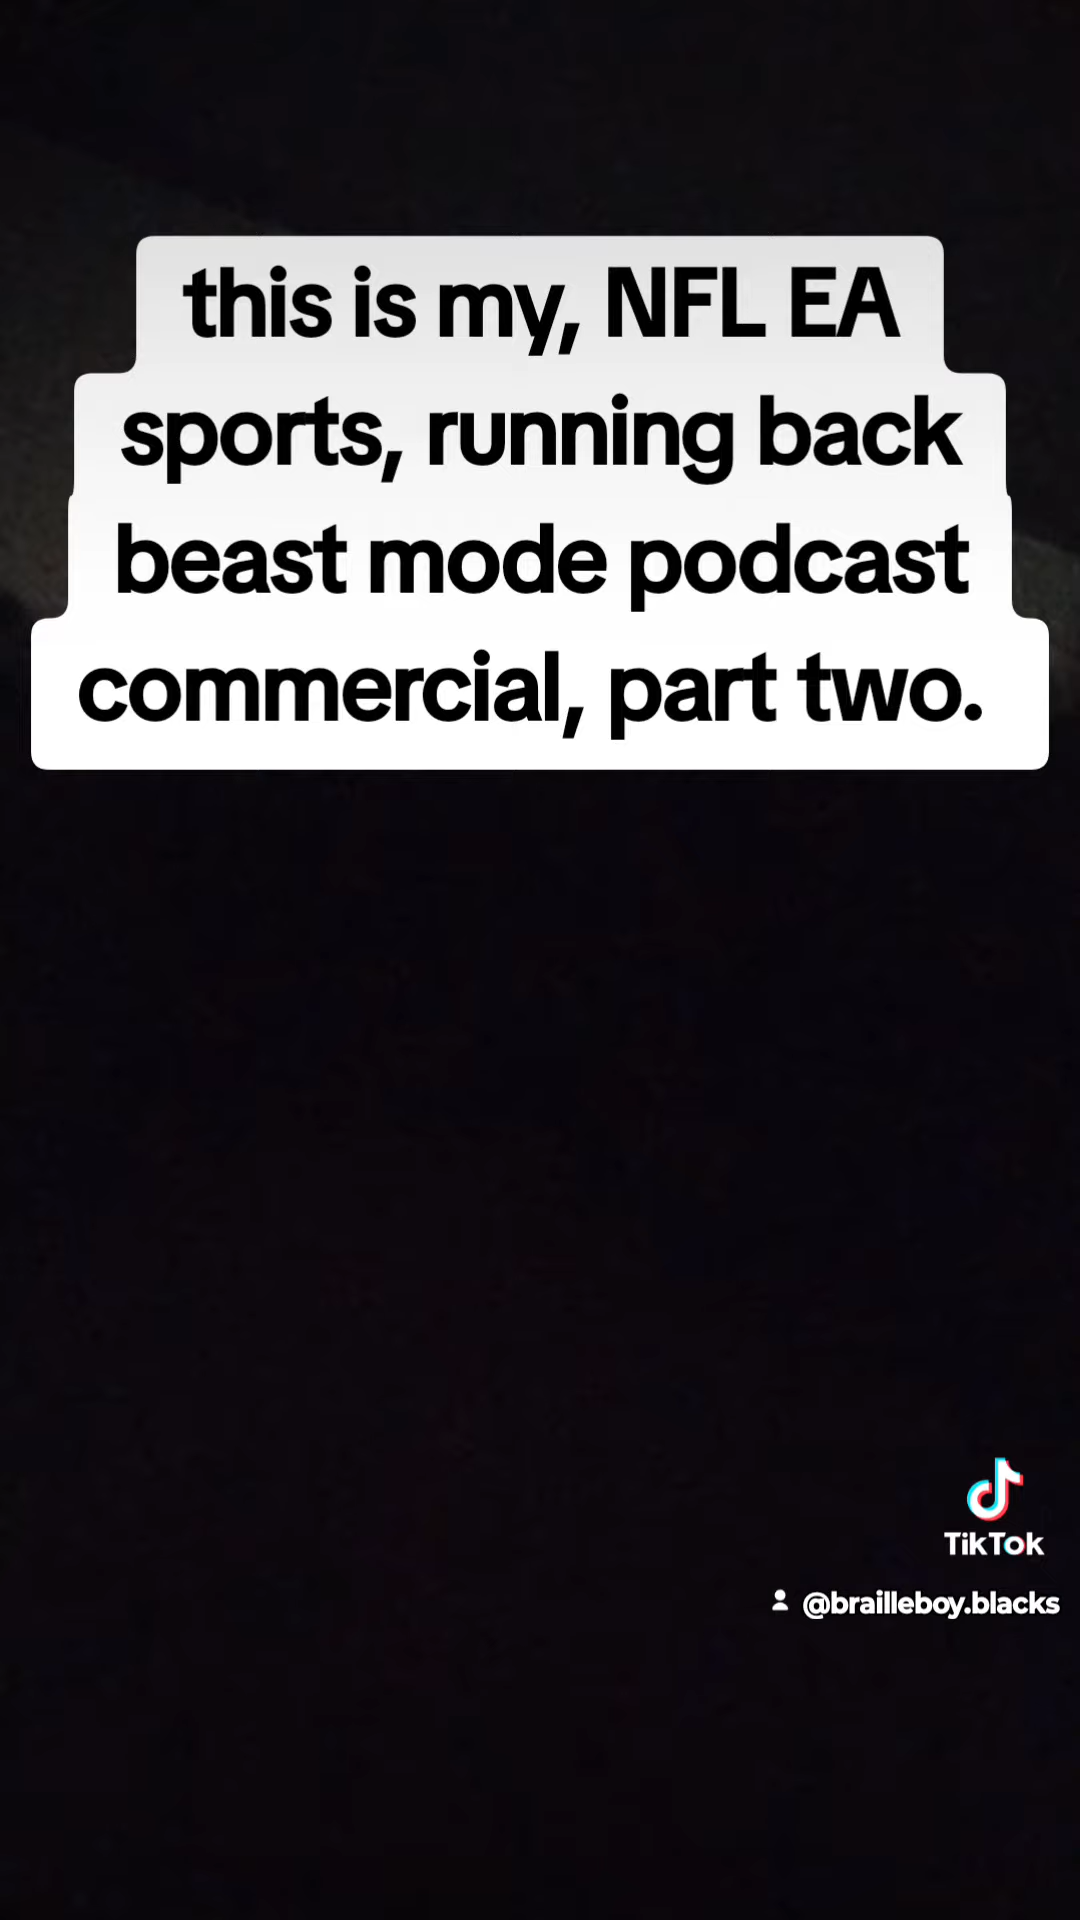 this is my, NFL EA
sports, running back
beast mode podcast
commercial, part two.
TikTok
@brailleboy.blacks